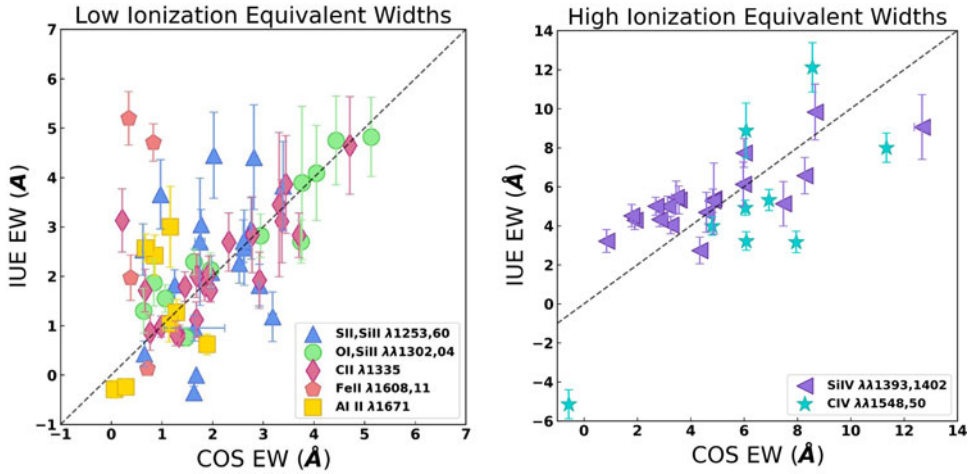 Low Ionization Equivalent Widths
IUE EW (Å)
7
6
5
4
3
2
1
0
−1
SII,SiII λ1253,60
OI,SiII λλ1302,04
CII λ1335
FeII λ1608,11
Al II λ1671
−1 0 1 2 3 4 5 6 7
COS EW (Å)
High Ionization Equivalent Widths
IUE EW (Å)
14
12
10
8
6
4
2
0
−2
−4
−6
SiIV λλ1393,1402
CIV λλ1548,50
0 2 4 6 8 10 12 14
COS EW (Å)